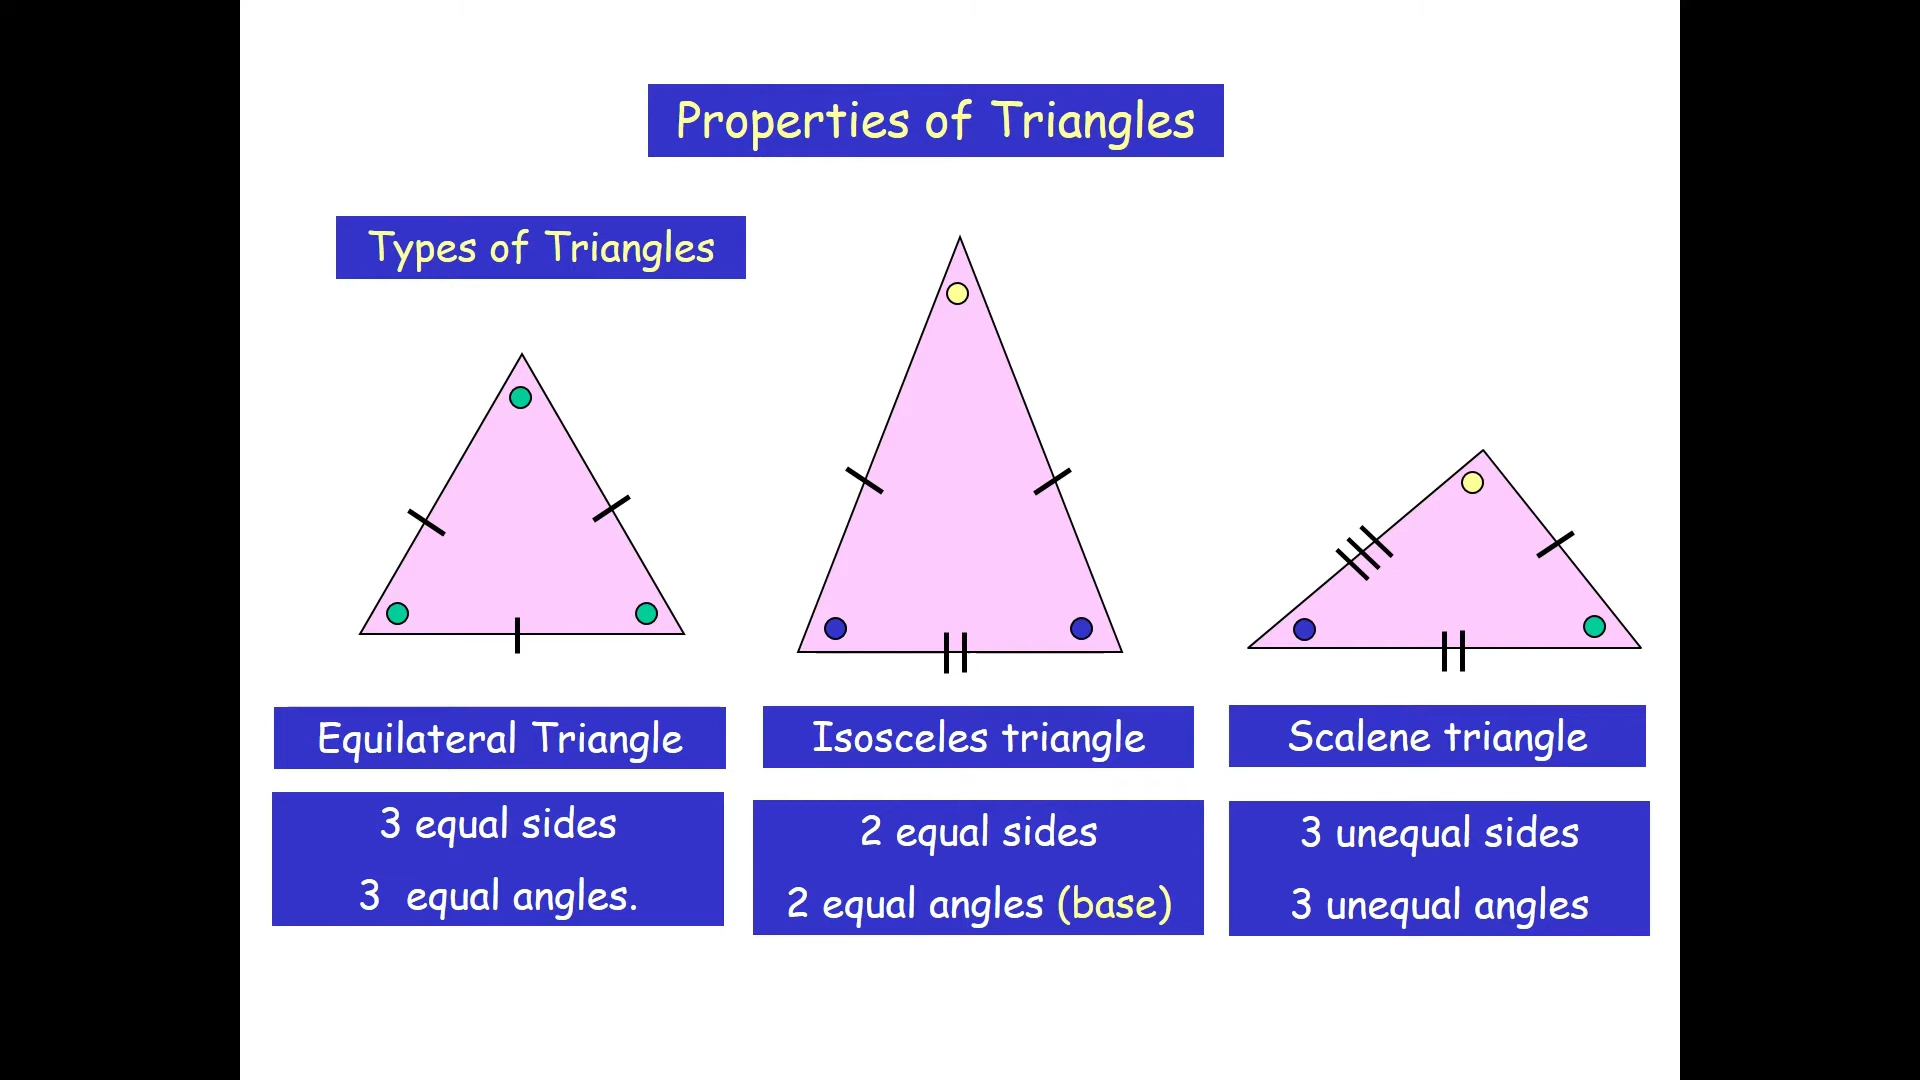 Properties of Triangles
Types of Triangles
Equilateral Triangle
3 equal sides
3 equal angles.
Isosceles triangle
2 equal sides
2 equal angles (base)
Scalene triangle
3 unequal sides
3 unequal angles